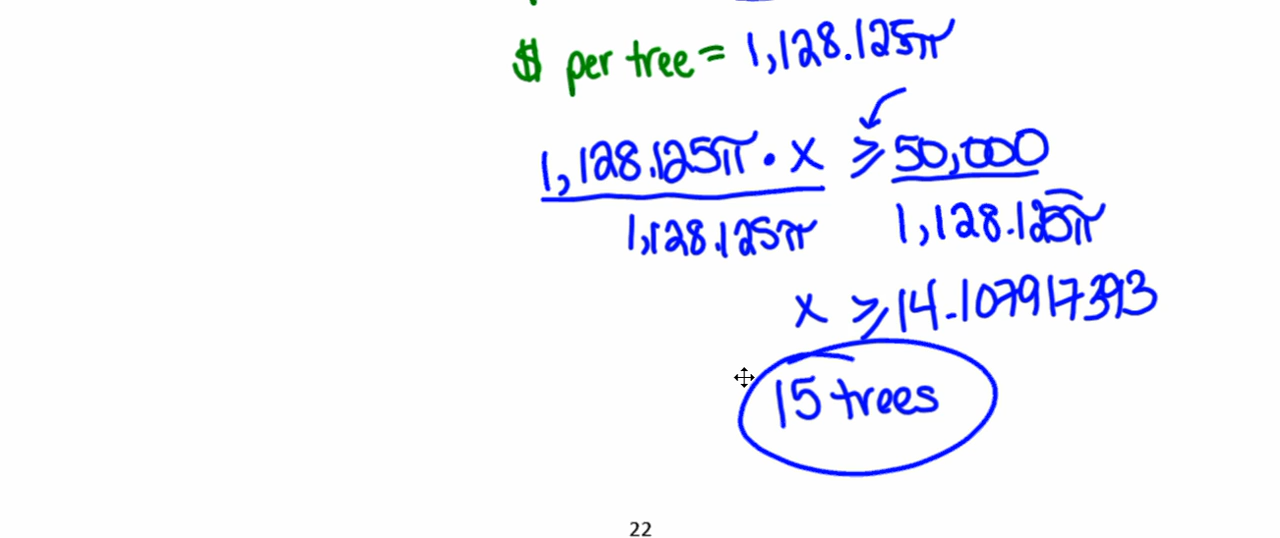 $ per tree = 1,128.125π
1,128.125π · x ≥ 50,000
1,128.125π 1,128.125π
x ≥ 14.107917393
15 trees
22